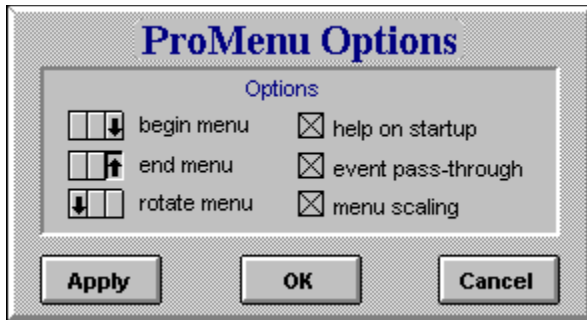 ProMenu Options
Options
begin menu
help on startup
end menu
event pass-through
rotate menu
menu scaling
Apply
OK
Cancel